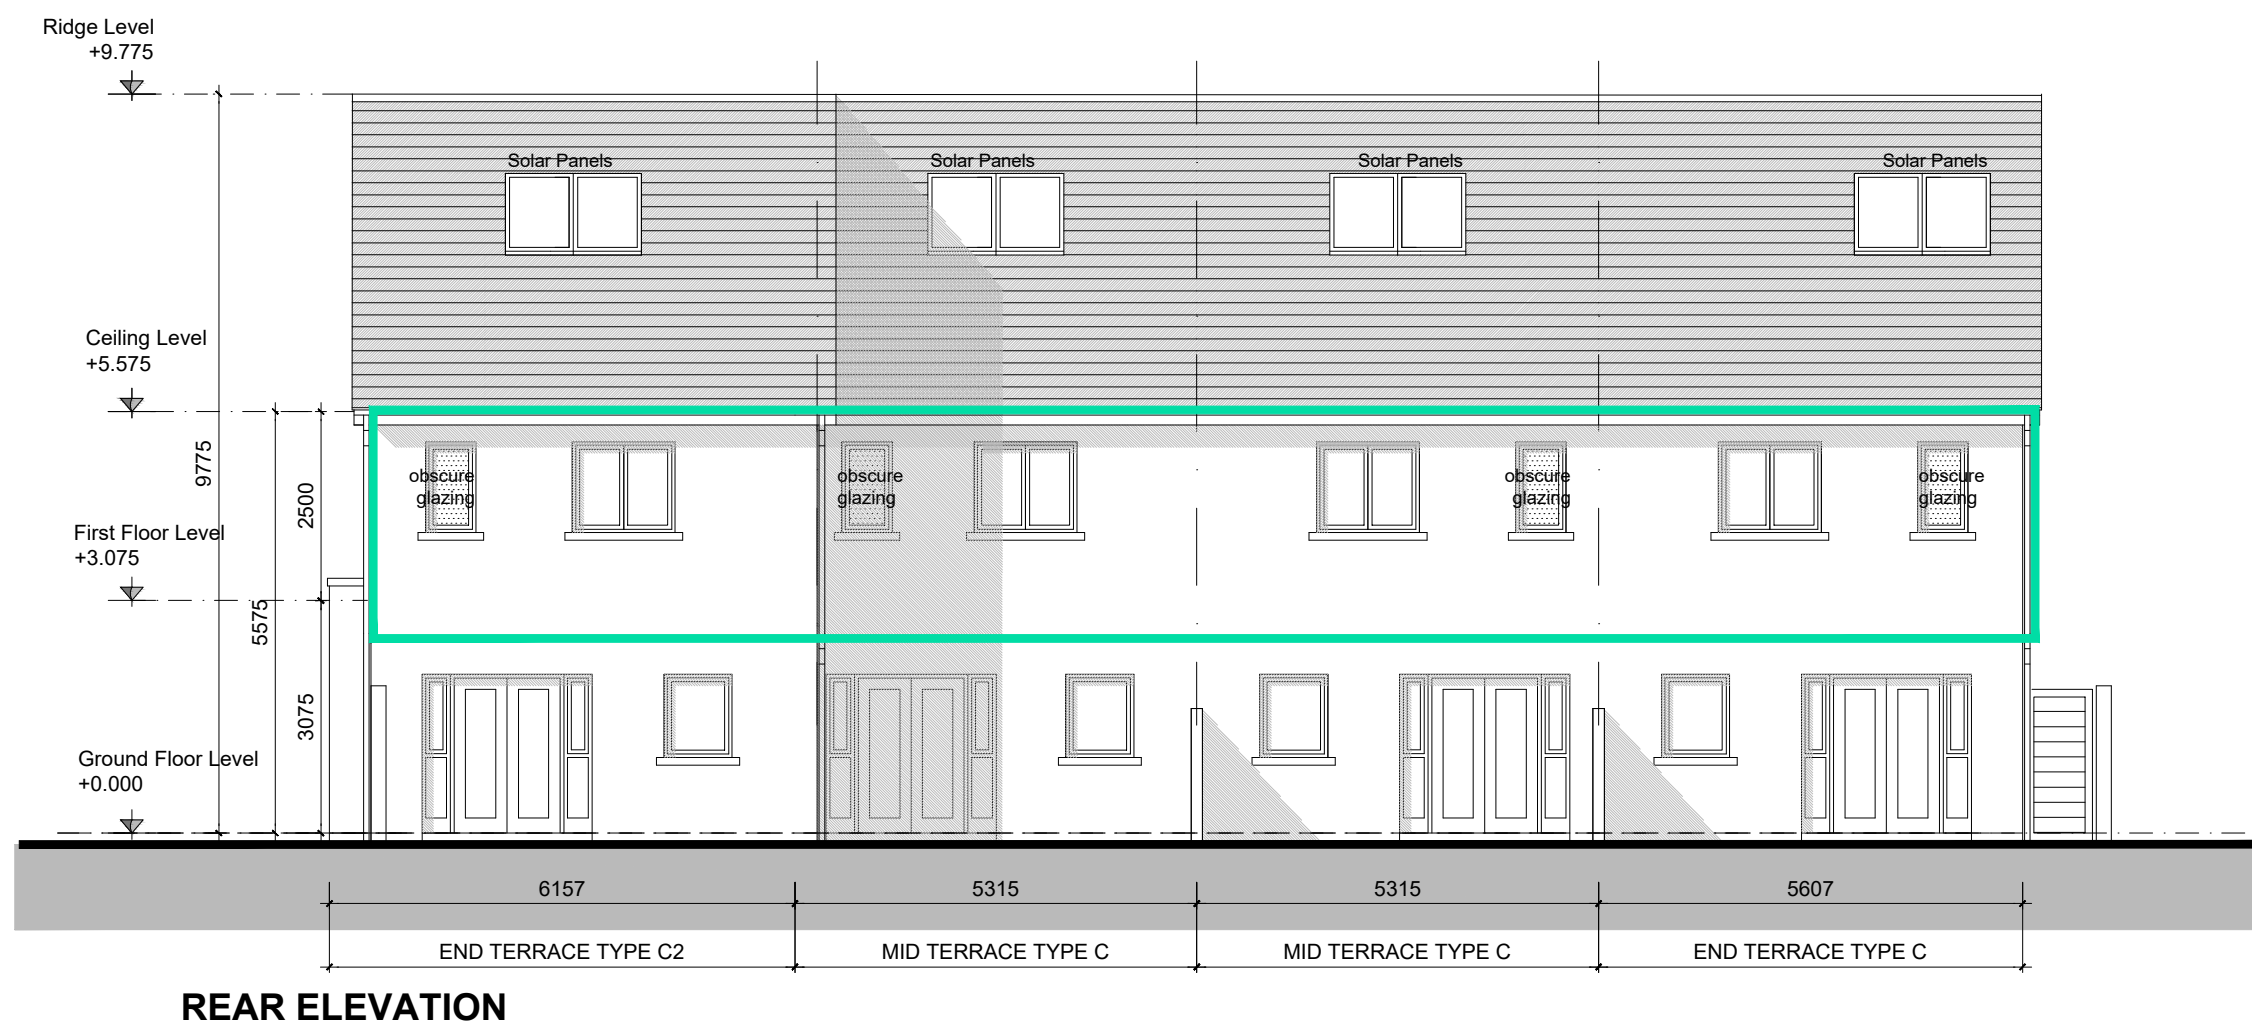 Ridge Level
+9.775
Solar Panels
Solar Panels
Solar Panels
Solar Panels
Ceiling Level
+5.575
9775
2500
obscure
glazing
obscure
glazing
obscure
glazing
obscure
glazing
First Floor Level
+3.075
5575
3075
Ground Floor Level
+0.000
6157
5315
5315
5607
END TERRACE TYPE C2
MID TERRACE TYPE C
MID TERRACE TYPE C
END TERRACE TYPE C
REAR ELEVATION